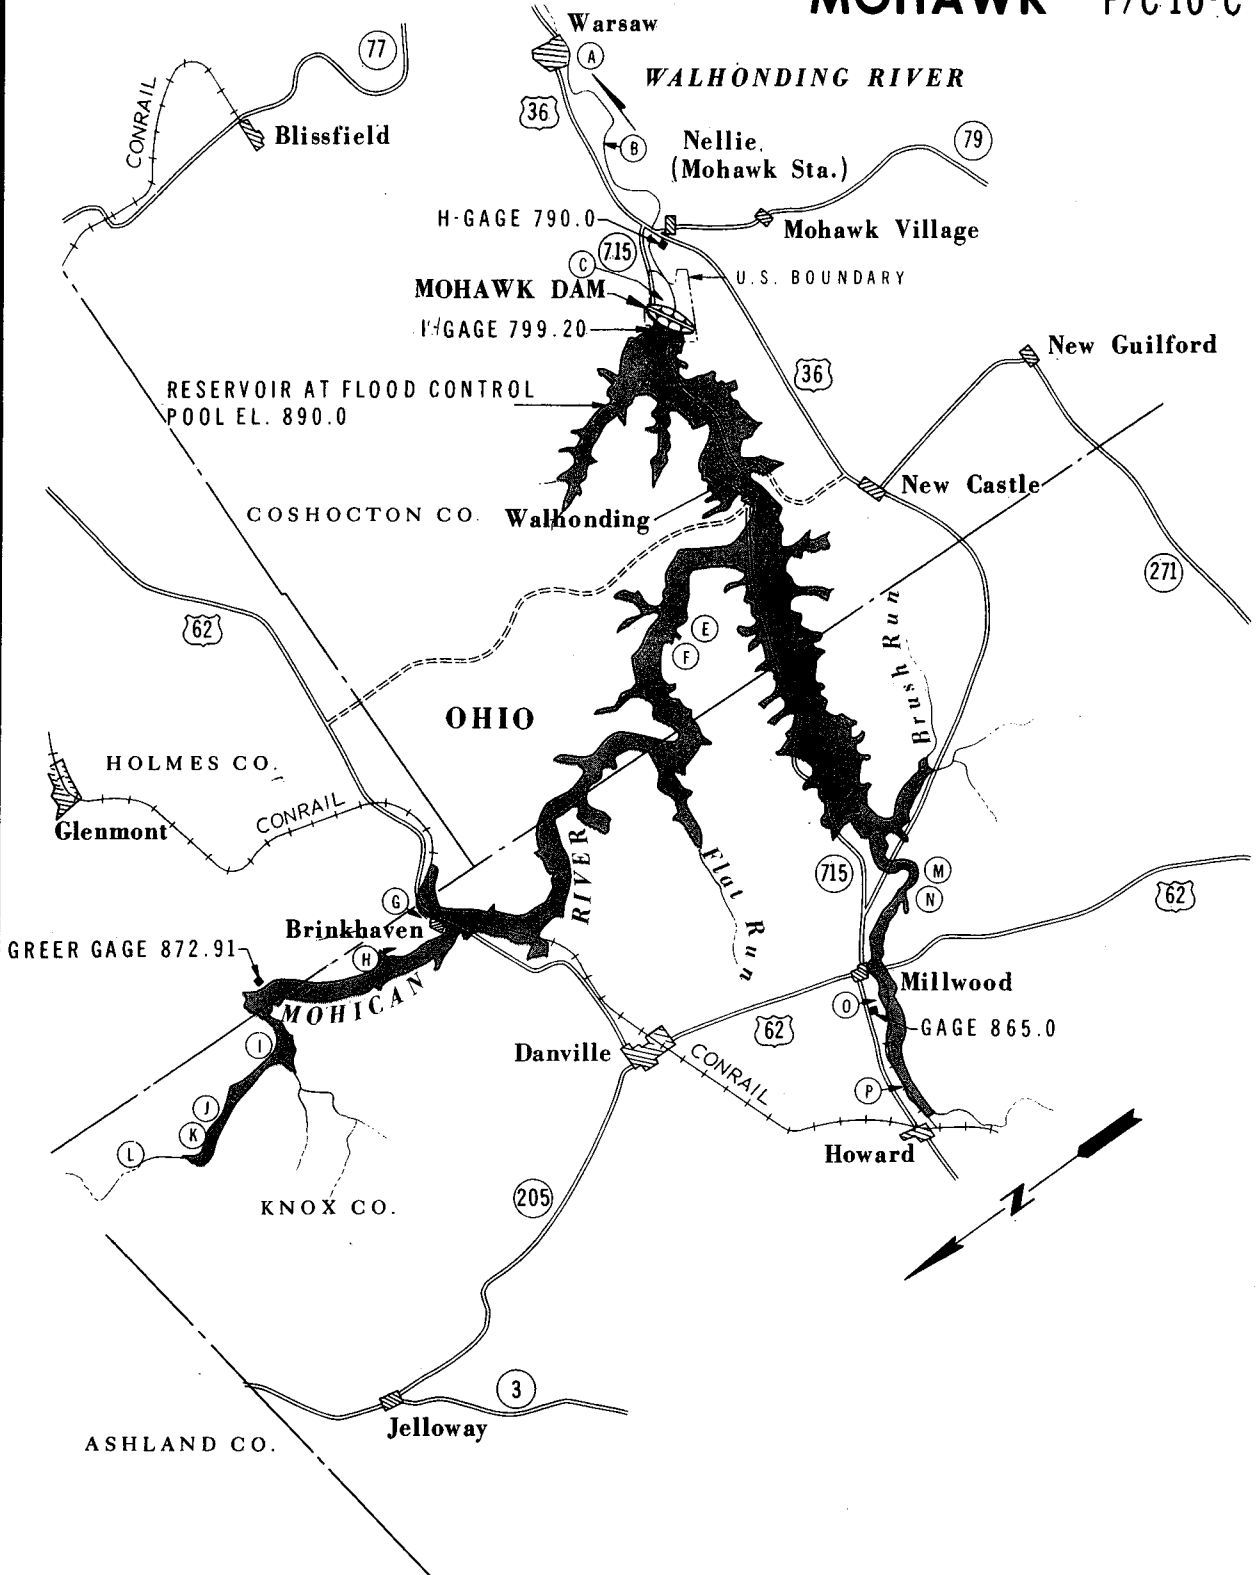 MOHAWK F/C 10-C
Warsaw
A
77
WALHONDING RIVER
CONRAIL
36
Blissfield
B
Nellie.
(Mohawk Sta.)
79
H-GAGE 790.0
Mohawk Village
715
C
U.S. BOUNDARY
MOHAWK DAM
GAGE 799.20
New Guilford
36
RESERVOIR AT FLOOD CONTROL
POOL EL. 890.0
New Castle
COSHOCTON CO.
Walhonding
271
62
Brush Run
E
F
OHIO
HOLMES CO.
CONRAIL
Glenmont
Flat Run
RIVER
715
M
N
62
G
Brinkhaven
GREER GAGE 872.91
H
MOHICAN
Millwood
O
GAGE 865.0
62
I
Danville
CONRAIL
P
J
K
L
Howard
KNOX CO.
205
N
3
Jelloway
ASHLAND CO.